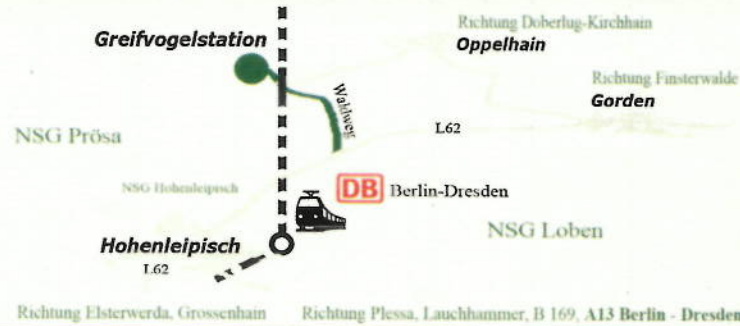 Richtung Doberlug-Kirchhain
Greifvogelstation
Oppelhain
Richtung Finsterwalde
Gorden
Waldweg
L62
NSG Prösa
NSG Hohenleipisch
DB Berlin-Dresden
NSG Loben
Hohenleipisch
L62
Richtung Elsterwerda, Grossenhain
Richtung Plessa, Lauchhammer, B 169, A13 Berlin - Dresden